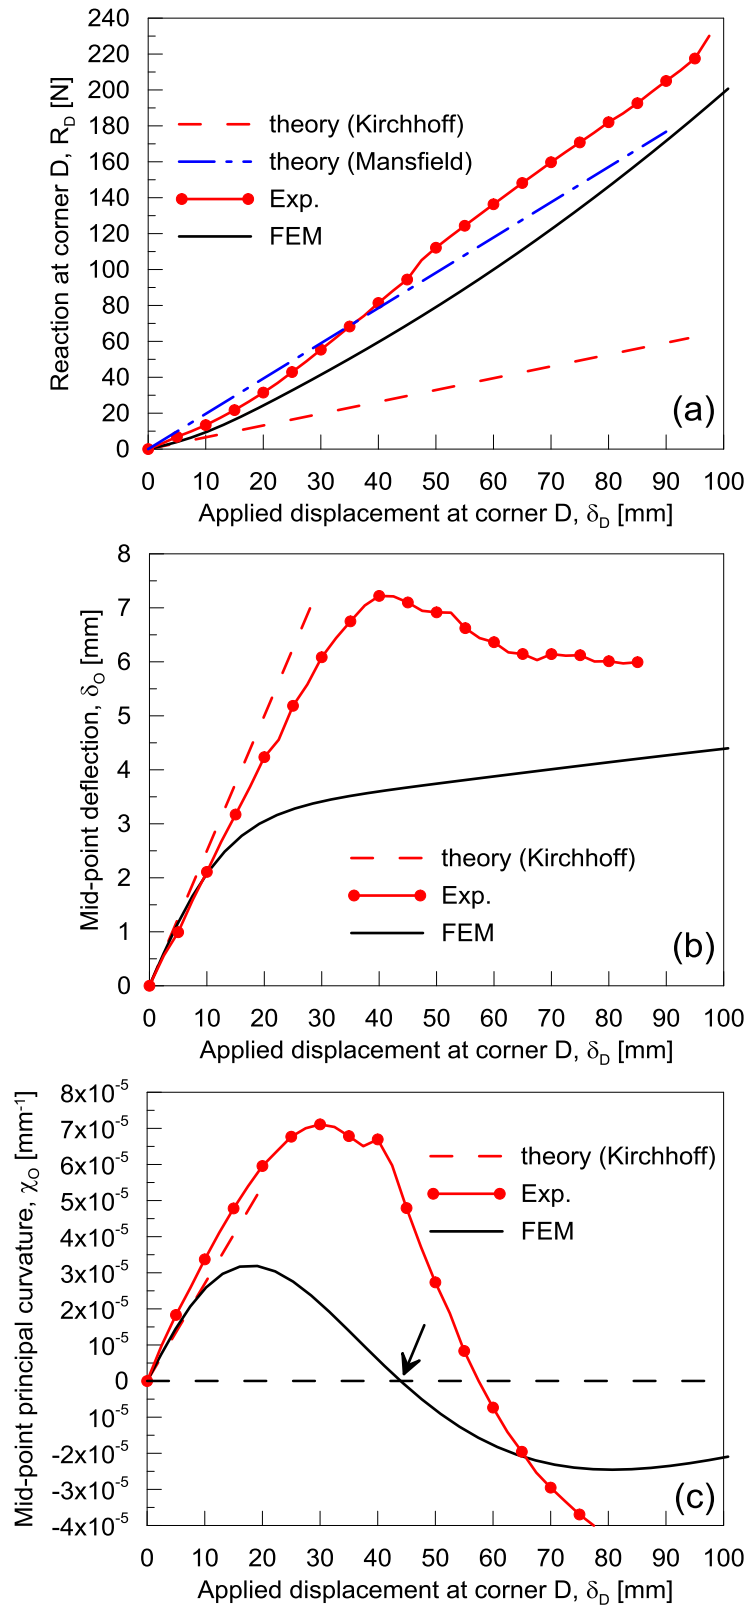 240
220
200
180
160
140
120
100
80
60
40
20
0
Reaction at corner D, R_D [N]
theory (Kirchhoff)
theory (Mansfield)
Exp.
FEM
(a)
0 10 20 30 40 50 60 70 80 90 100
Applied displacement at corner D, δ_D [mm]
8
7
6
5
4
3
2
1
0
Mid-point deflection, δ_O [mm]
theory (Kirchhoff)
Exp.
FEM
(b)
0 10 20 30 40 50 60 70 80 90 100
Applied displacement at corner D, δ_D [mm]
8x10⁻⁵
7x10⁻⁵
6x10⁻⁵
5x10⁻⁵
4x10⁻⁵
3x10⁻⁵
2x10⁻⁵
10⁻⁵
0
10⁻⁵
-2x10⁻⁵
-3x10⁻⁵
-4x10⁻⁵
Mid-point principal curvature, χ_O [mm⁻¹]
theory (Kirchhoff)
Exp.
FEM
(c)
0 10 20 30 40 50 60 70 80 90 100
Applied displacement at corner D, δ_D [mm]